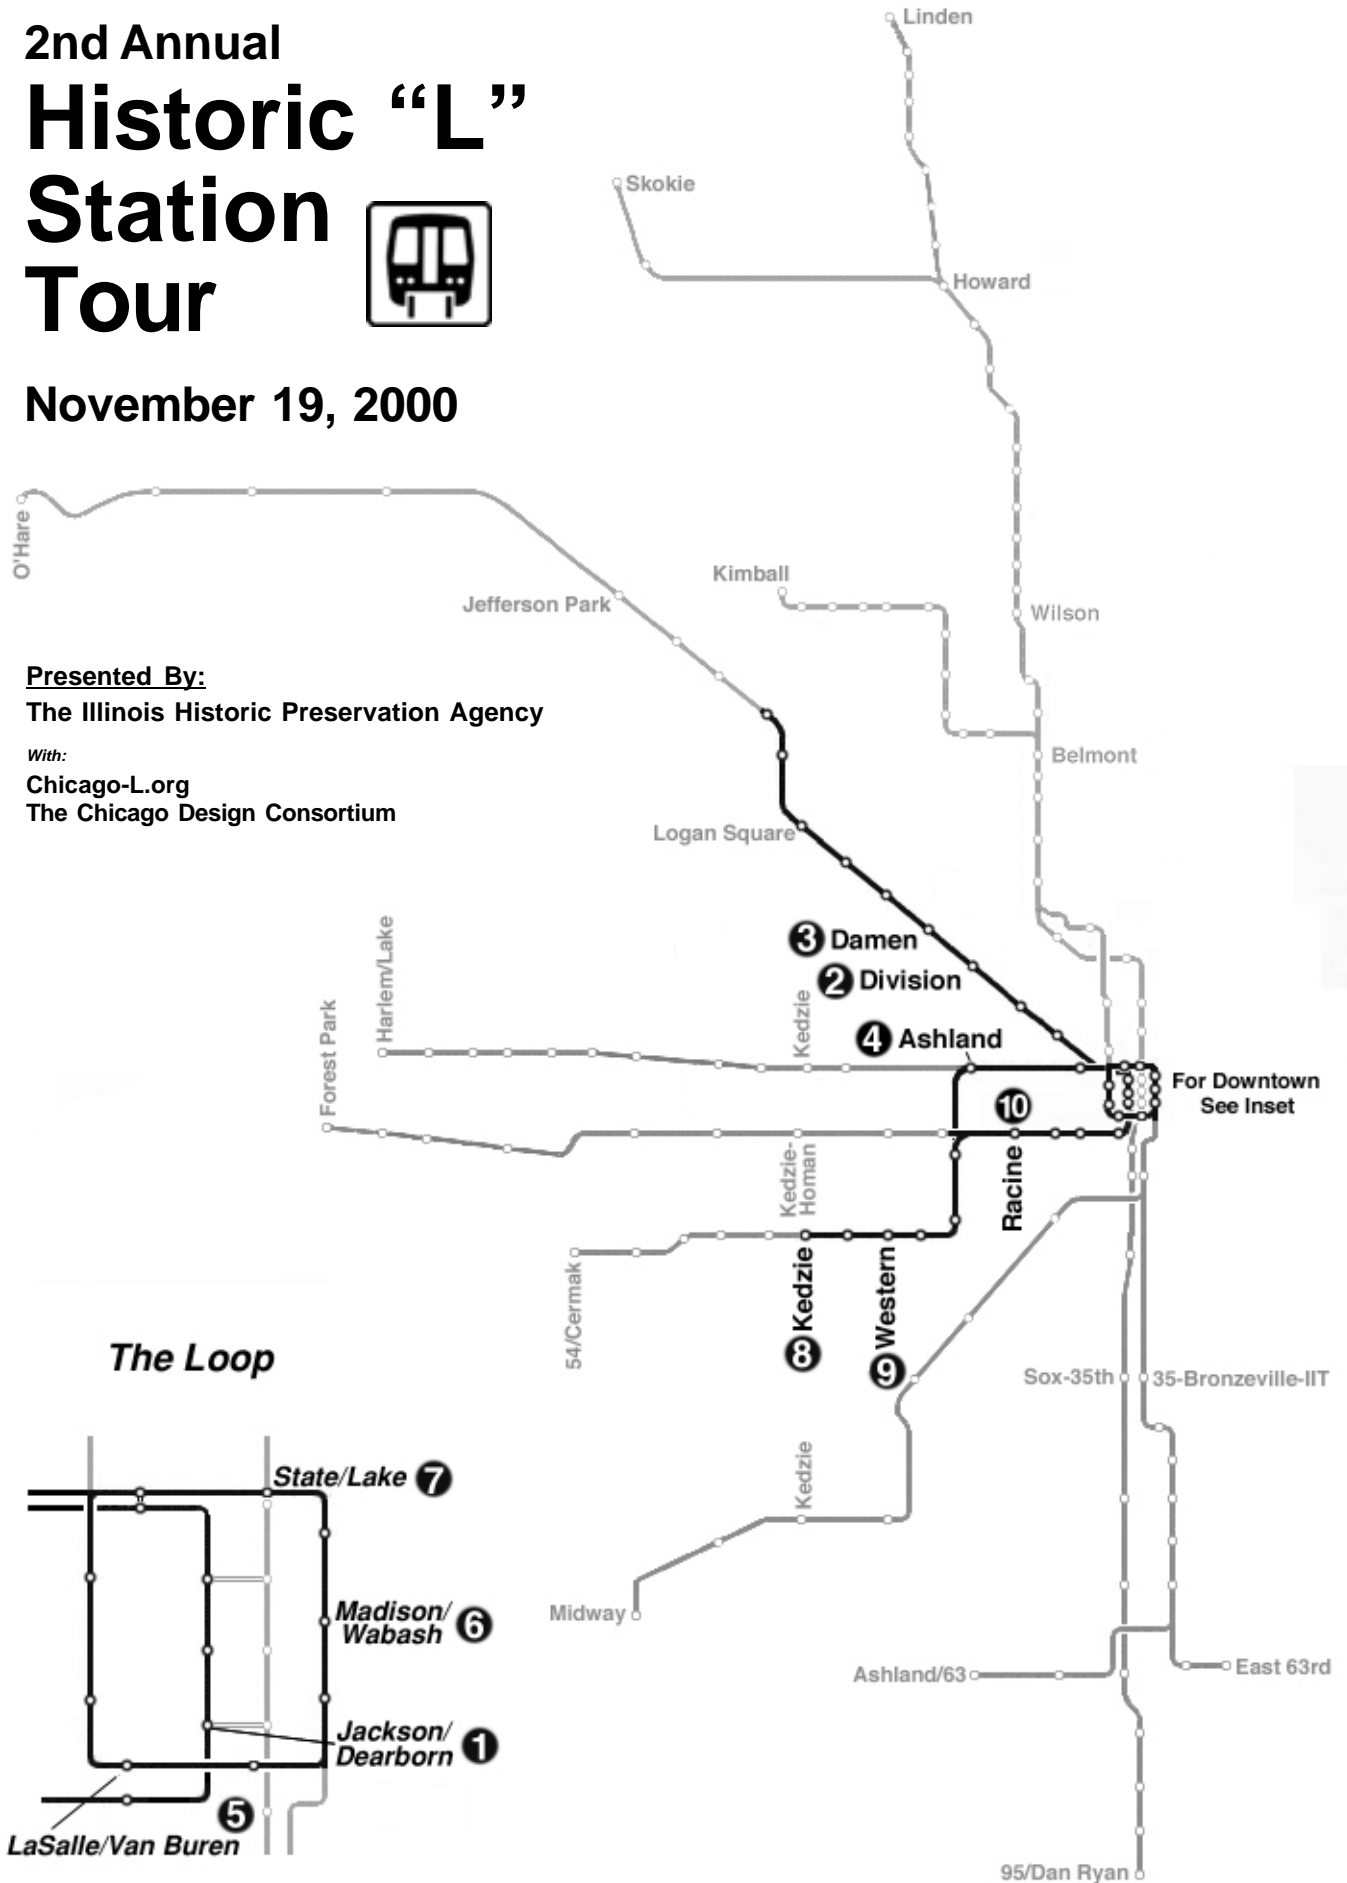 2nd Annual
Historic “L”
Station
Tour
November 19, 2000
Presented By:
The Illinois Historic Preservation Agency
With:
Chicago-L.org
The Chicago Design Consortium
Linden
Skokie
Howard
O'Hare
Jefferson Park
Kimball
Wilson
Belmont
Logan Square
3 Damen
2 Division
Harlem/Lake
Forest Park
Kedzie
4 Ashland
10
Racine
For Downtown
See Inset
Kedzie-
Homan
54/Cermak
8 Kedzie
9 Western
Sox-35th
35-Bronzeville-IIT
Kedzie
Midway
Ashland/63
East 63rd
95/Dan Ryan
The Loop
State/Lake 7
Madison/
Wabash 6
Jackson/
Dearborn 1
5
LaSalle/Van Buren